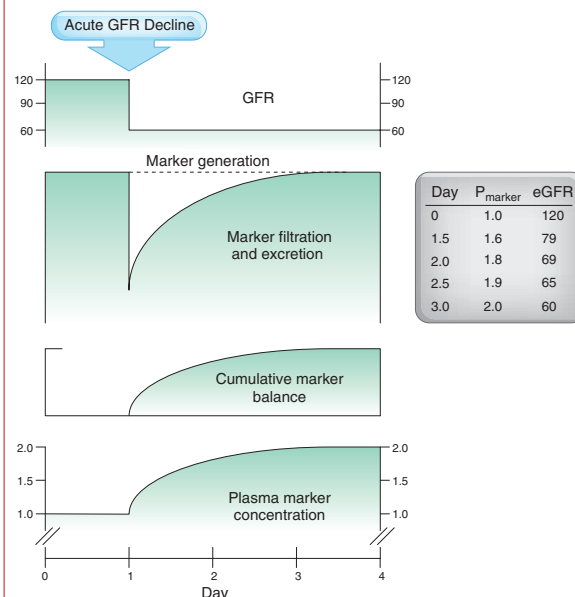 Acute GFR Decline
120
90
60
GFR
120
90
60
Marker generation
Marker filtration
and excretion
Day P marker eGFR
0 1.0 120
1.5 1.6 79
2.0 1.8 69
2.5 1.9 65
3.0 2.0 60
Cumulative marker
balance
2.0
1.5
1.0
Plasma marker
concentration
2.0
1.5
1.0
0 1 2 3 4
Day